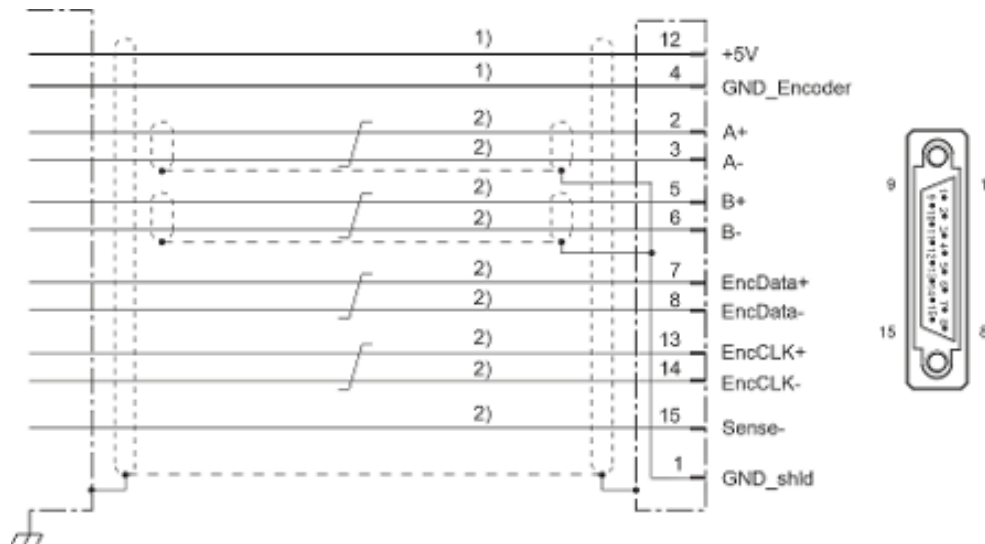 1) 12 +5V
1) 4 GND_Encoder
2) 2 A+
2) 3 A-
2) 5 B+
2) 6 B-
2) 7 EncData+
2) 8 EncData-
2) 13 EncCLK+
2) 14 EncCLK-
2) 15 Sense-
1 GND_shld
9 1
15 8